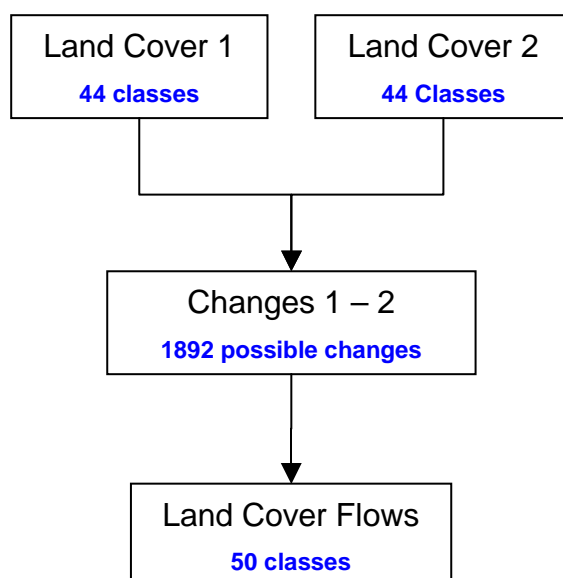 Land Cover 1
44 classes
Land Cover 2
44 Classes
Changes 1 – 2
1892 possible changes
Land Cover Flows
50 classes